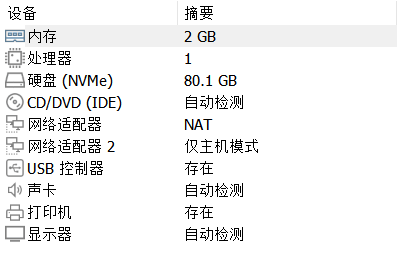 设备 摘要
内存 2 GB
处理器 1
硬盘 (NVMe) 80.1 GB
CD/DVD (IDE) 自动检测
网络适配器 NAT
网络适配器 2 仅主机模式
USB 控制器 存在
声卡 自动检测
打印机 存在
显示器 自动检测